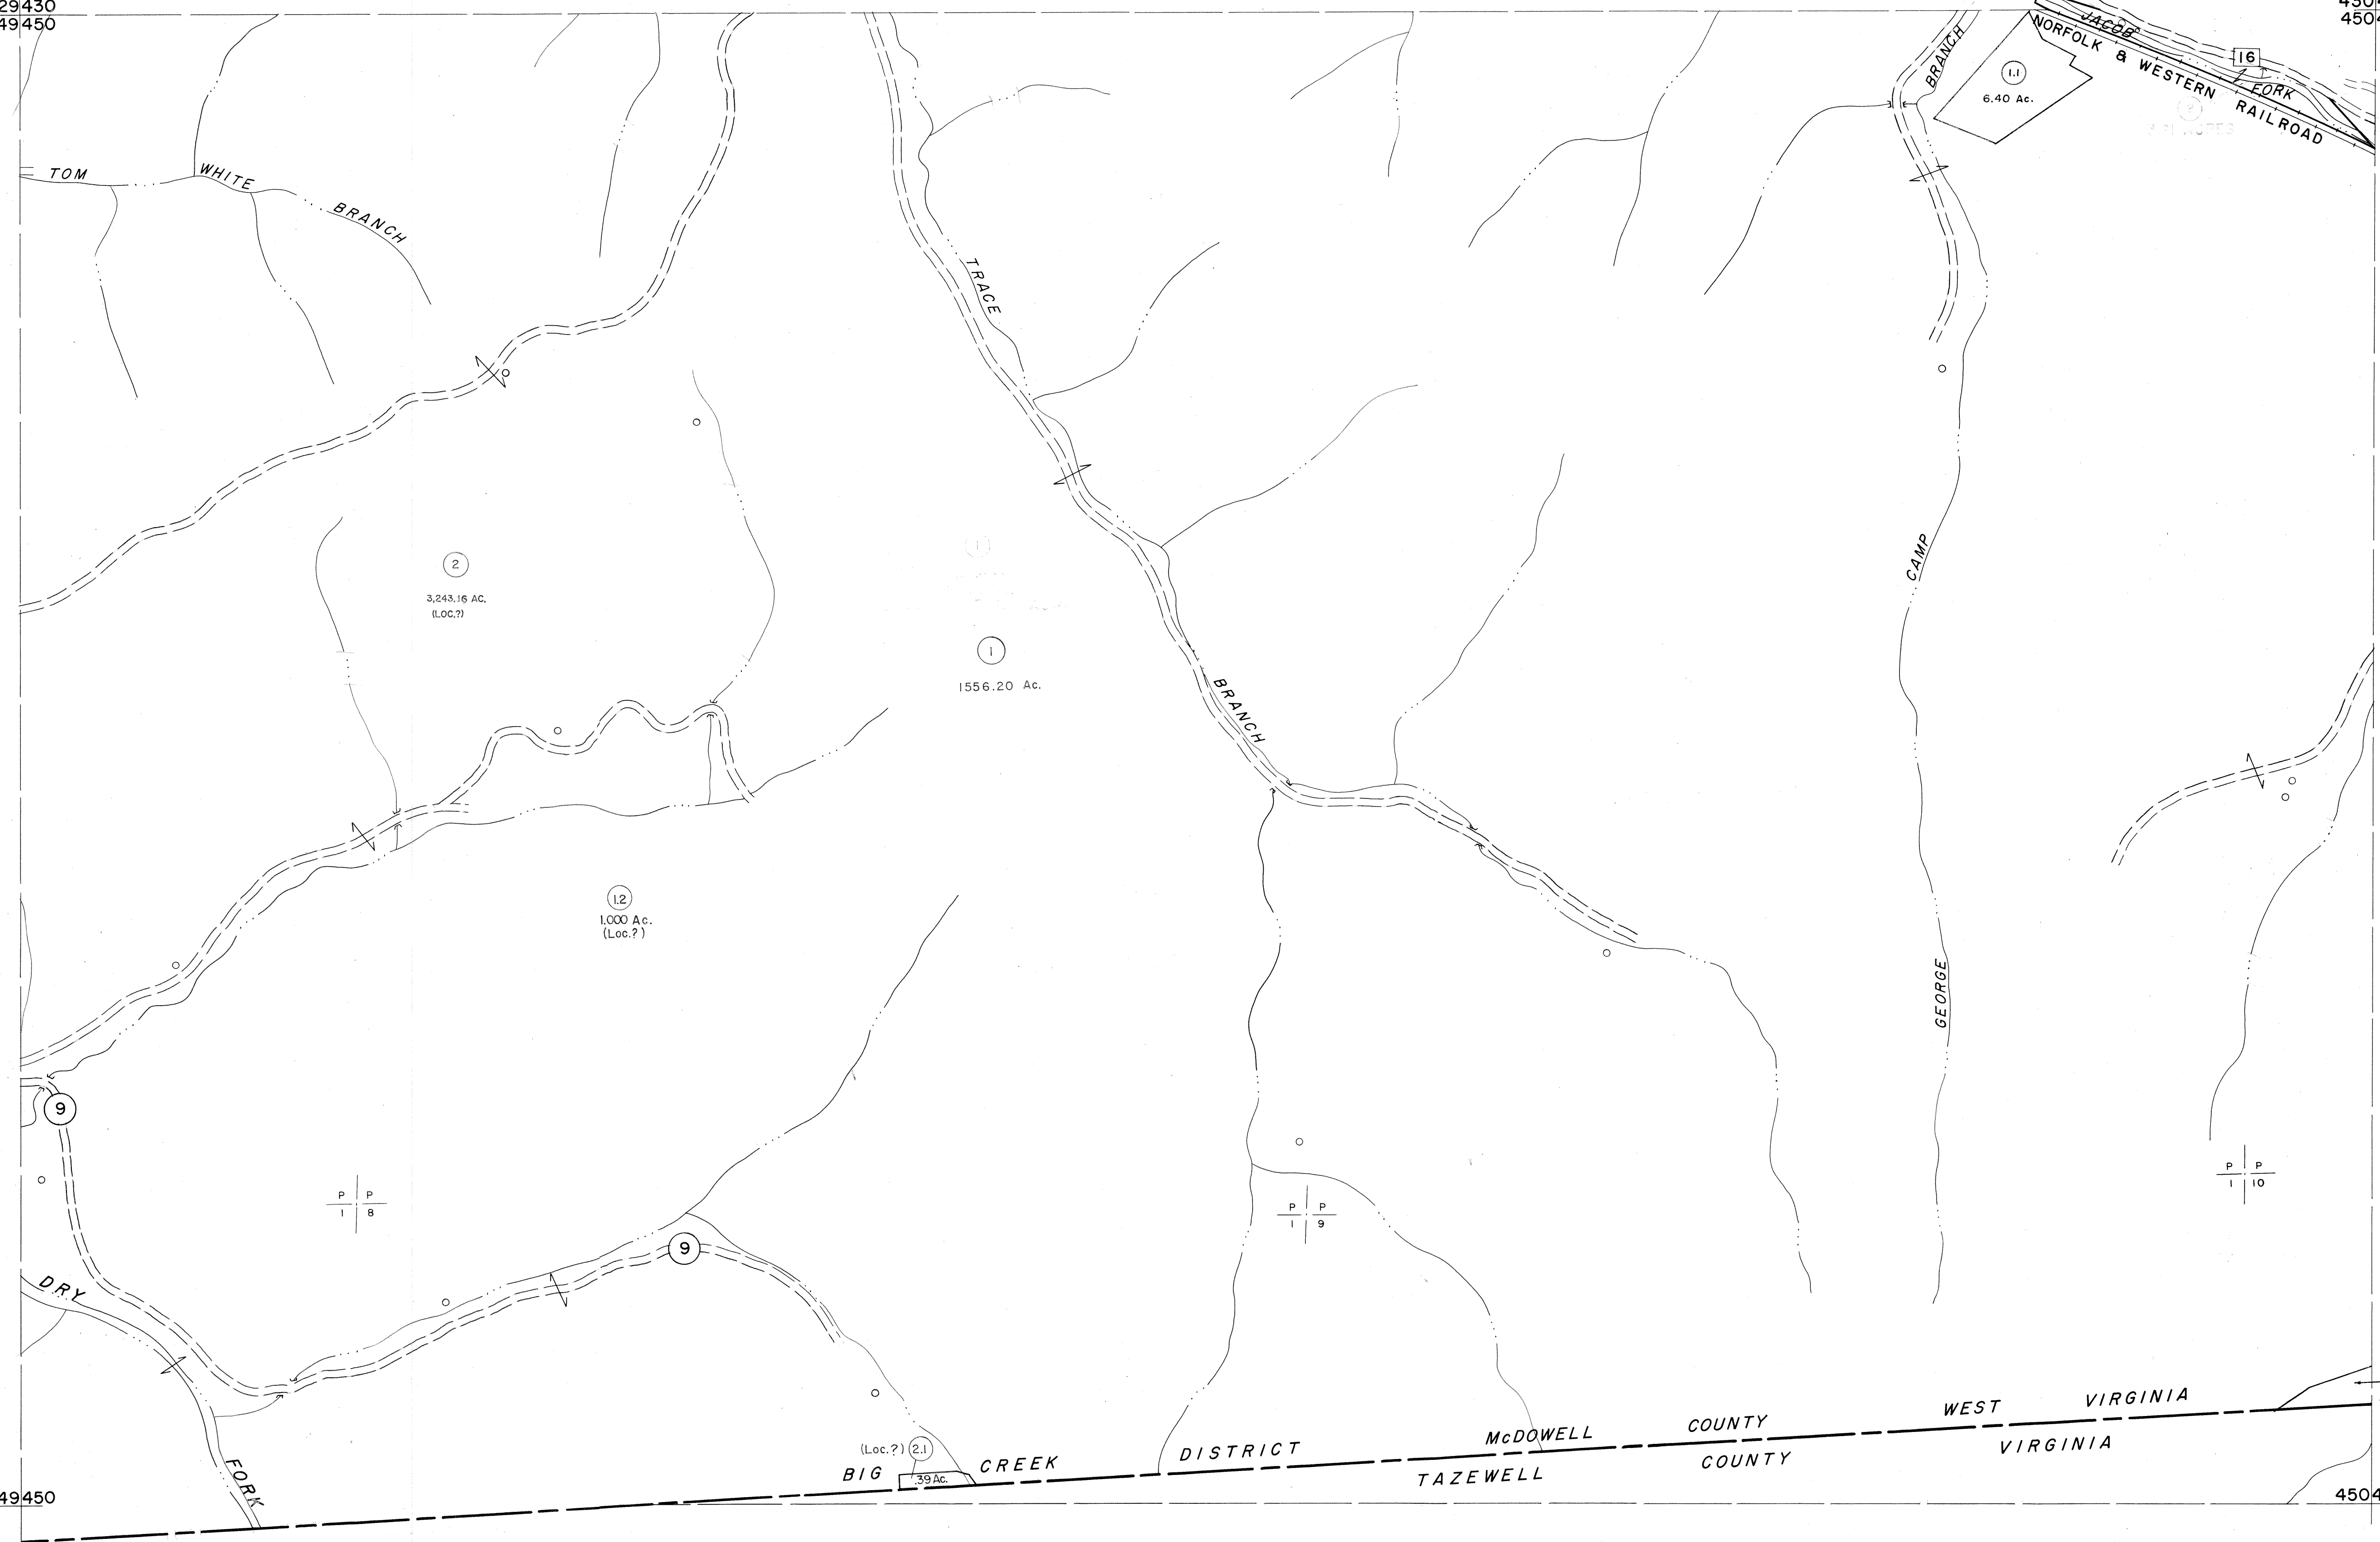 29430
49450
4504
JACOB
FORK
NORFOLK & WESTERN RAILROAD
16
BRANCH
1.1
6.40 Ac.
TOM WHITE BRANCH
TRACE
2
3,243.16 AC.
(LOC.?)
CAMP
1
1556.20 Ac.
BRANCH
1.2
1.000 Ac.
(Loc.?)
GEORGE
9
P P
1 8
P P
1 9
P P
1 10
9
DRY
FORK
(Loc.?) 2.1
.39 Ac.
BIG CREEK DISTRICT McDOWELL COUNTY WEST VIRGINIA
TAZEWELL COUNTY VIRGINIA
49450
4504